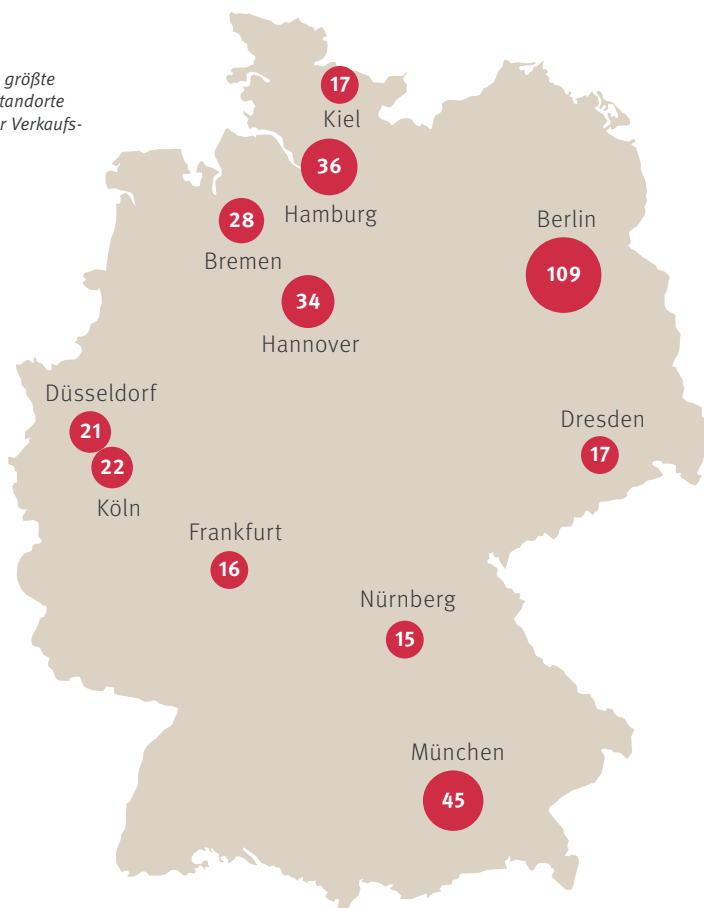 größte
tandorte
r Verkaufs-
17
Kiel
36
Hamburg
28
Bremen
Berlin
109
34
Hannover
Düsseldorf
21
22
Köln
Dresden
17
Frankfurt
16
Nürnberg
15
München
45